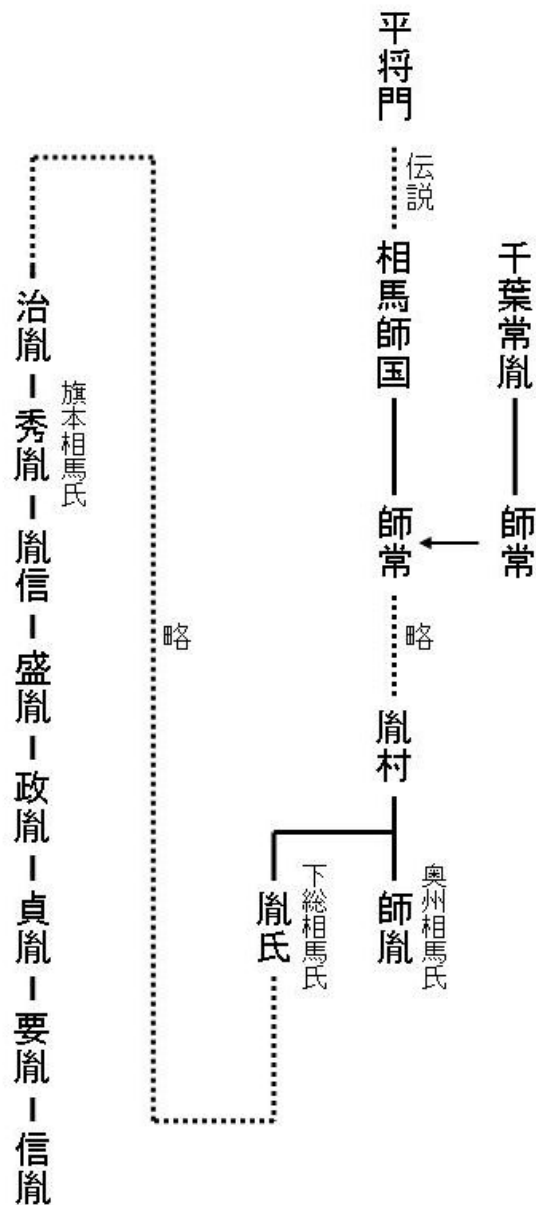 千葉常胤
師常
平将門
伝説
相馬師国
師常
略
胤村
奥州相馬氏
師胤
下総相馬氏
胤氏
略
旗本相馬氏
治胤
秀胤
胤信
盛胤
政胤
貞胤
要胤
信胤